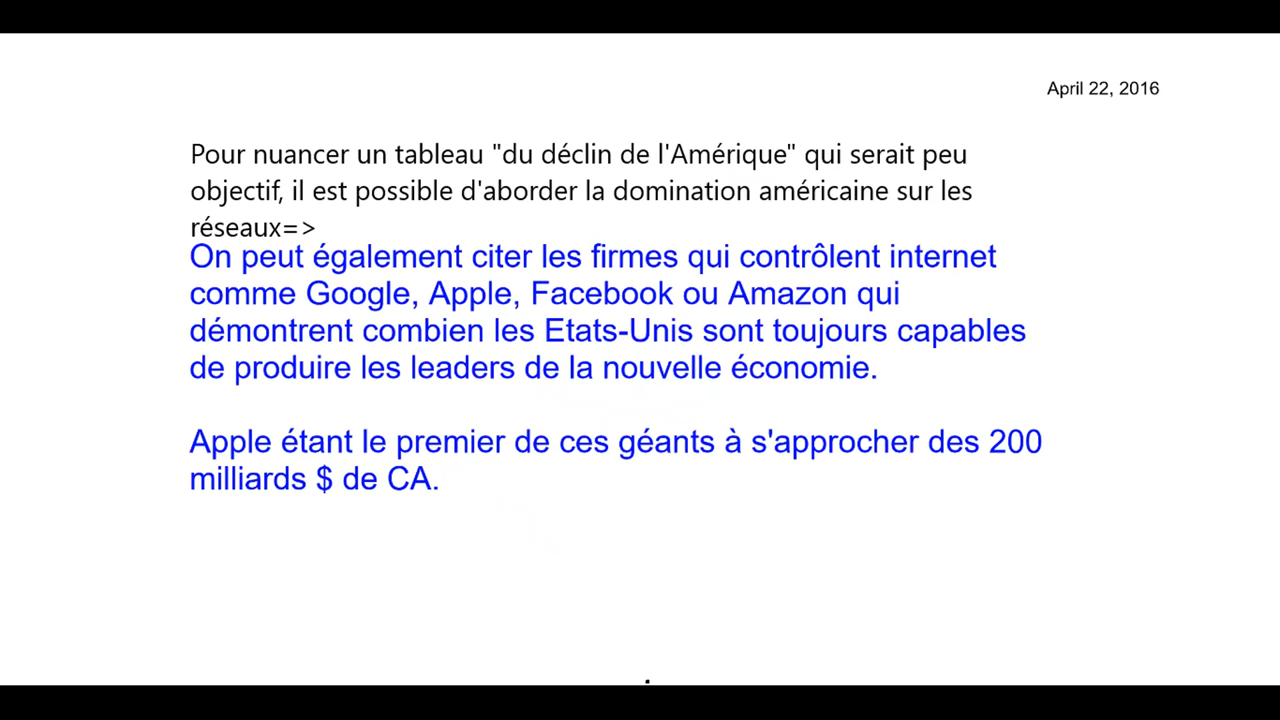 April 22, 2016
Pour nuancer un tableau "du déclin de l'Amérique" qui serait peu
objectif, il est possible d'aborder la domination américaine sur les
réseaux=>
On peut également citer les firmes qui contrôlent internet
comme Google, Apple, Facebook ou Amazon qui
démontrent combien les Etats-Unis sont toujours capables
de produire les leaders de la nouvelle économie.
Apple étant le premier de ces géants à s'approcher des 200
milliards $ de CA.